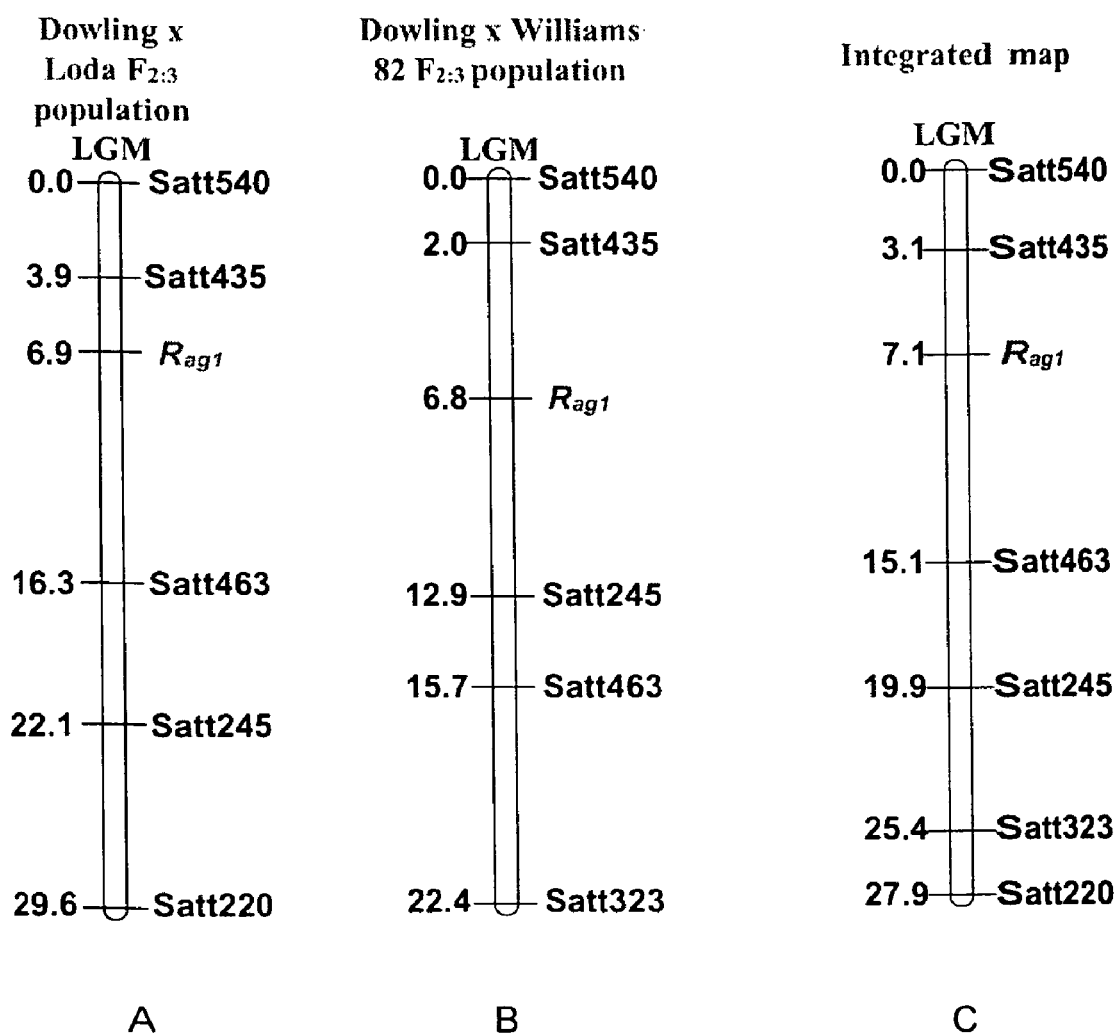 Dowling x
Loda F2:3
population
LGM
0.0 Satt540
3.9 Satt435
6.9 Rag1
16.3 Satt463
22.1 Satt245
29.6 Satt220
A
Dowling x Williams
82 F2:3 population
LGM
0.0 Satt540
2.0 Satt435
6.8 Rag1
12.9 Satt245
15.7 Satt463
22.4 Satt323
B
Integrated map
LGM
0.0 Satt540
3.1 Satt435
7.1 Rag1
15.1 Satt463
19.9 Satt245
25.4 Satt323
27.9 Satt220
C